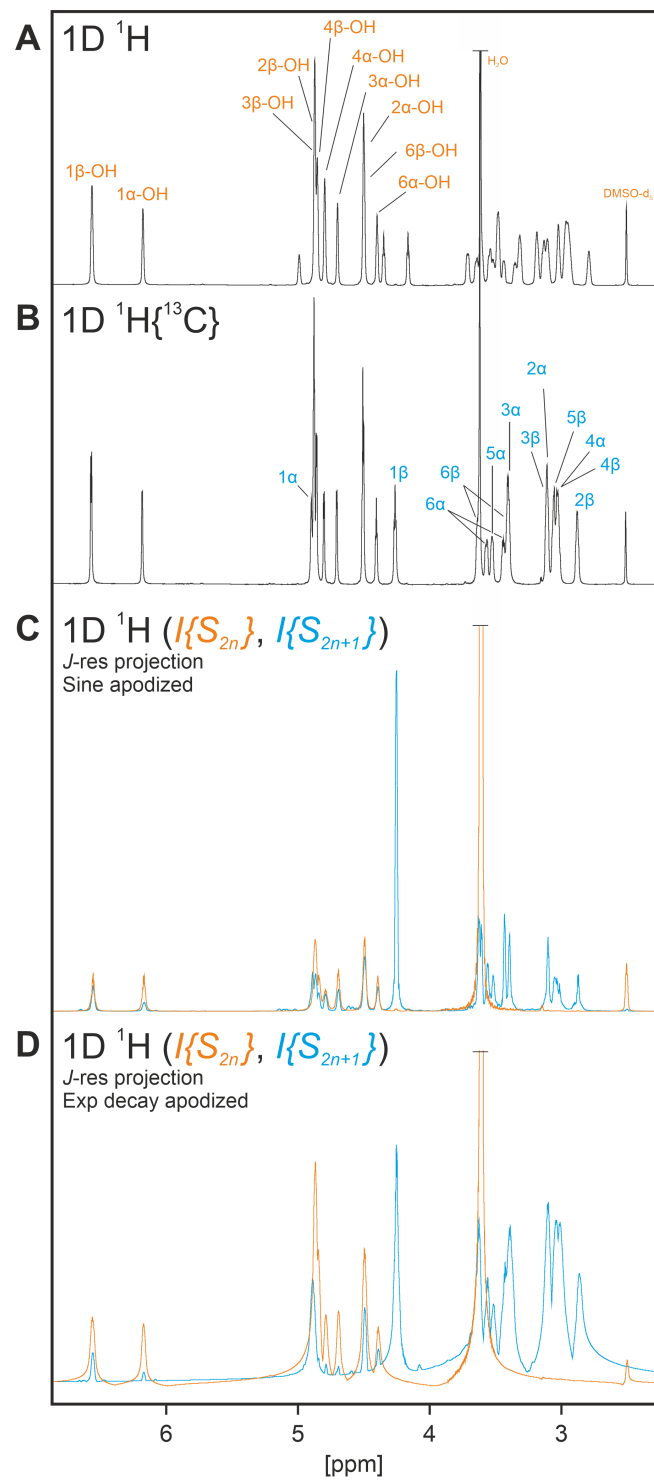 A
1D ¹H
4β-OH
2β-OH
4α-OH
3α-OH
3β-OH
2α-OH
6β-OH
6α-OH
1β-OH
1α-OH
H₂O
DMSO-d₆
B
1D ¹H{¹³C}
2α
3α
5β
3β
4α
5α
4β
1α
1β
6β
6α
2β
C
1D ¹H (I{S₂ₙ}, I{S₂ₙ₊₁})
J-res projection
Sine apodized
D
1D ¹H (I{S₂ₙ}, I{S₂ₙ₊₁})
J-res projection
Exp decay apodized
6 5 4 3
[ppm]